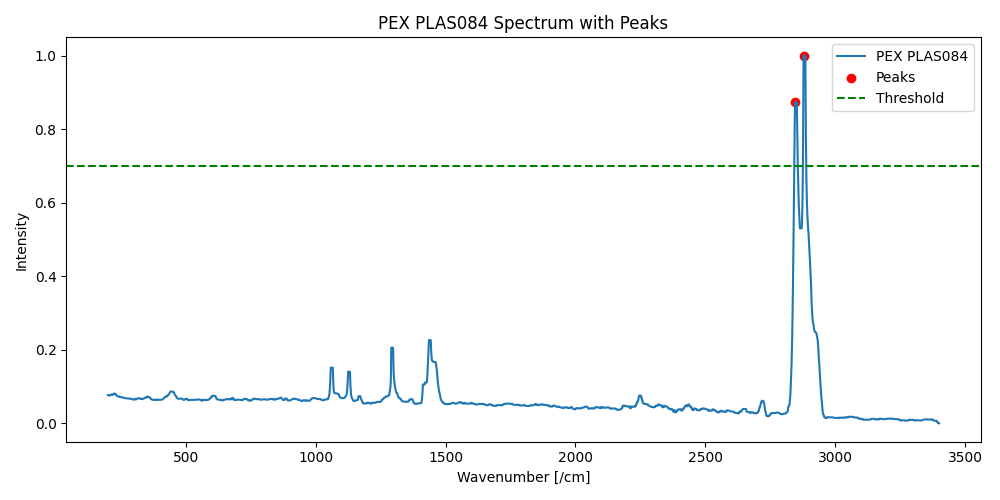 PEX PLAS084 Spectrum with Peaks
PEX PLAS084
Peaks
Threshold
Intensity
1.0
0.8
0.6
0.4
0.2
0.0
500 1000 1500 2000 2500 3000 3500
Wavenumber [/cm]